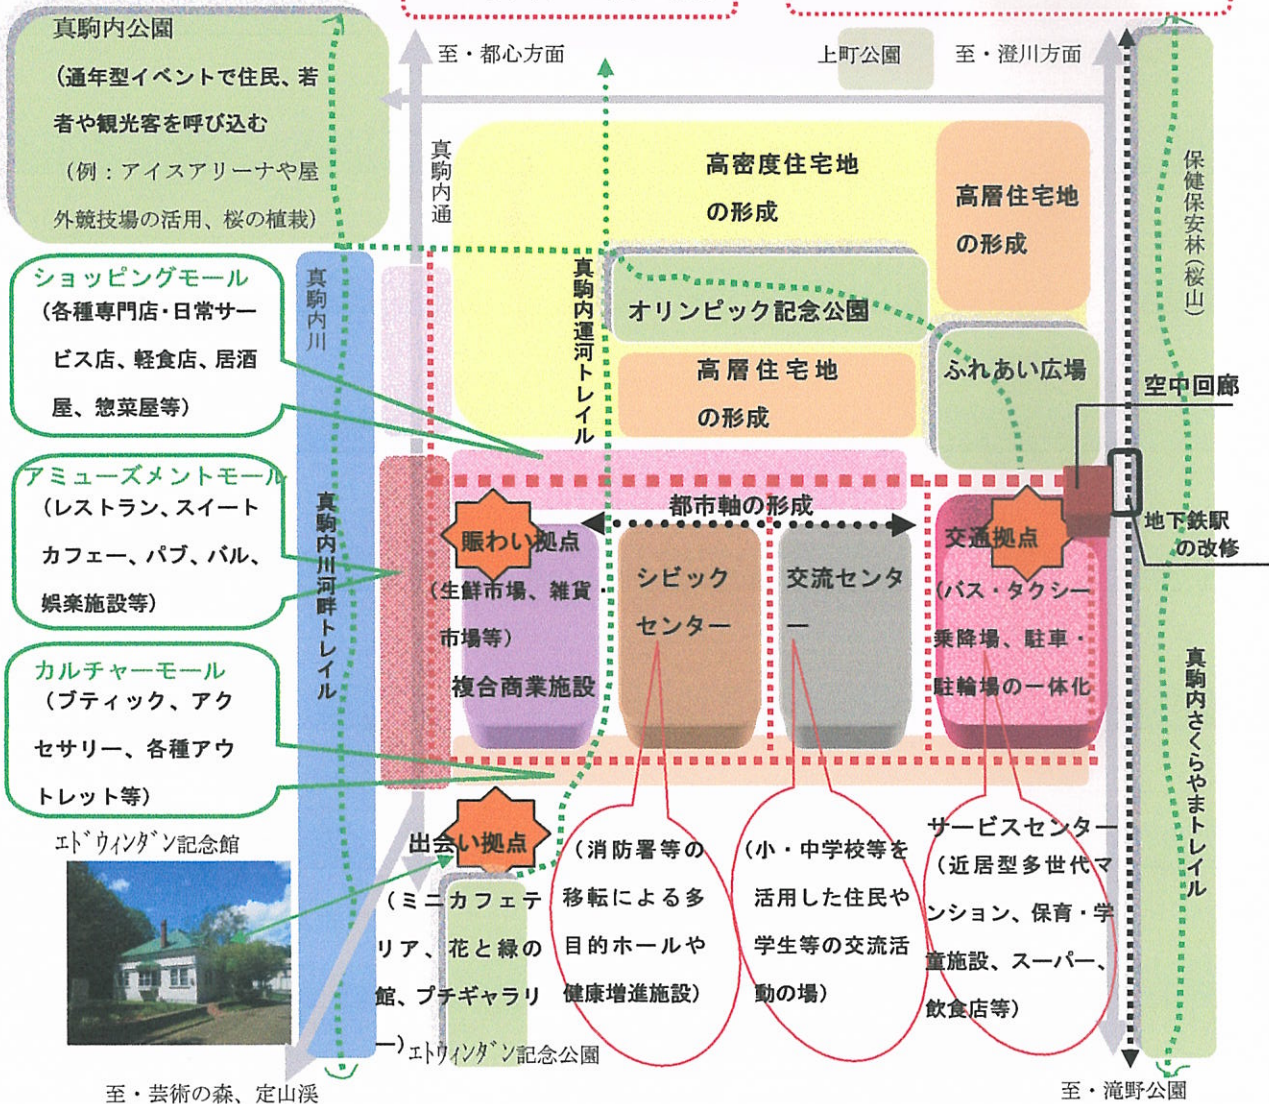 真駒内公園
(通年型イベントで住民、若
者や観光客を呼び込む
(例：アイスアリーナや屋
外競技場の活用、桜の植栽)
至・都心方面
上町公園
至・澄川方面
真駒内通
高密度住宅地
の形成
高層住宅地
の形成
保健保安林(桜山)
ショッピングモール
(各種専門店・日常サー
ビス店、軽食店、居酒
屋、惣菜屋等)
真駒内川
真駒内運河トレイル
オリンピック記念公園
高層住宅地
の形成
ふれあい広場
空中回廊
アミューズメントモール
(レストラン、スイート
カフェー、パブ、バル、
娯楽施設等)
真駒内川河畔トレイル
都市軸の形成
賑わい拠点
(生鮮市場、雑貨・
市場等)
複合商業施設
シビック
センター
交流センタ
ー
交通拠点
(バス・タクシー
乗降場、駐車・
駐輪場の一体化
地下鉄駅
の改修
カルチャーモール
(ブティック、アク
セサリー、各種アウ
トレット等)
真駒内さくらやまトレイル
エドウィンダン記念館
出会い拠点
(ミニカフェテ
リア、花と緑の
館、プチギャラリ
ー)
エトウィンダン記念公園
(消防署等の
移転による多
目的ホールや
健康増進施設)
(小・中学校等を
活用した住民や
学生等の交流活
動の場)
サービスセンター
(近居型多世代マ
ンション、保育・学
童施設、スーパー、
飲食店等)
至・芸術の森、定山渓
至・滝野公園